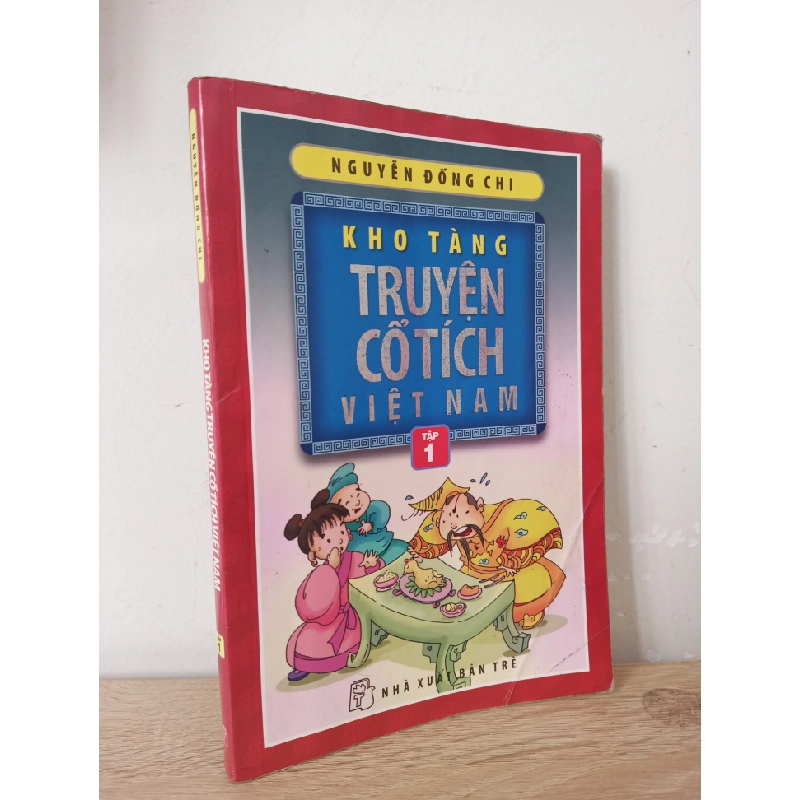 NGUYỄN ĐỔNG CHI
KHO TÀNG TRUYỆN CỔ TÍCH VIỆT NAM
1
NGUYỄN ĐỔNG CHI
KHO TÀNG
TRUYỆN
CỔ TÍCH
VIỆT NAM
TẬP
1
NHÀ XUẤT BẢN TRẺ